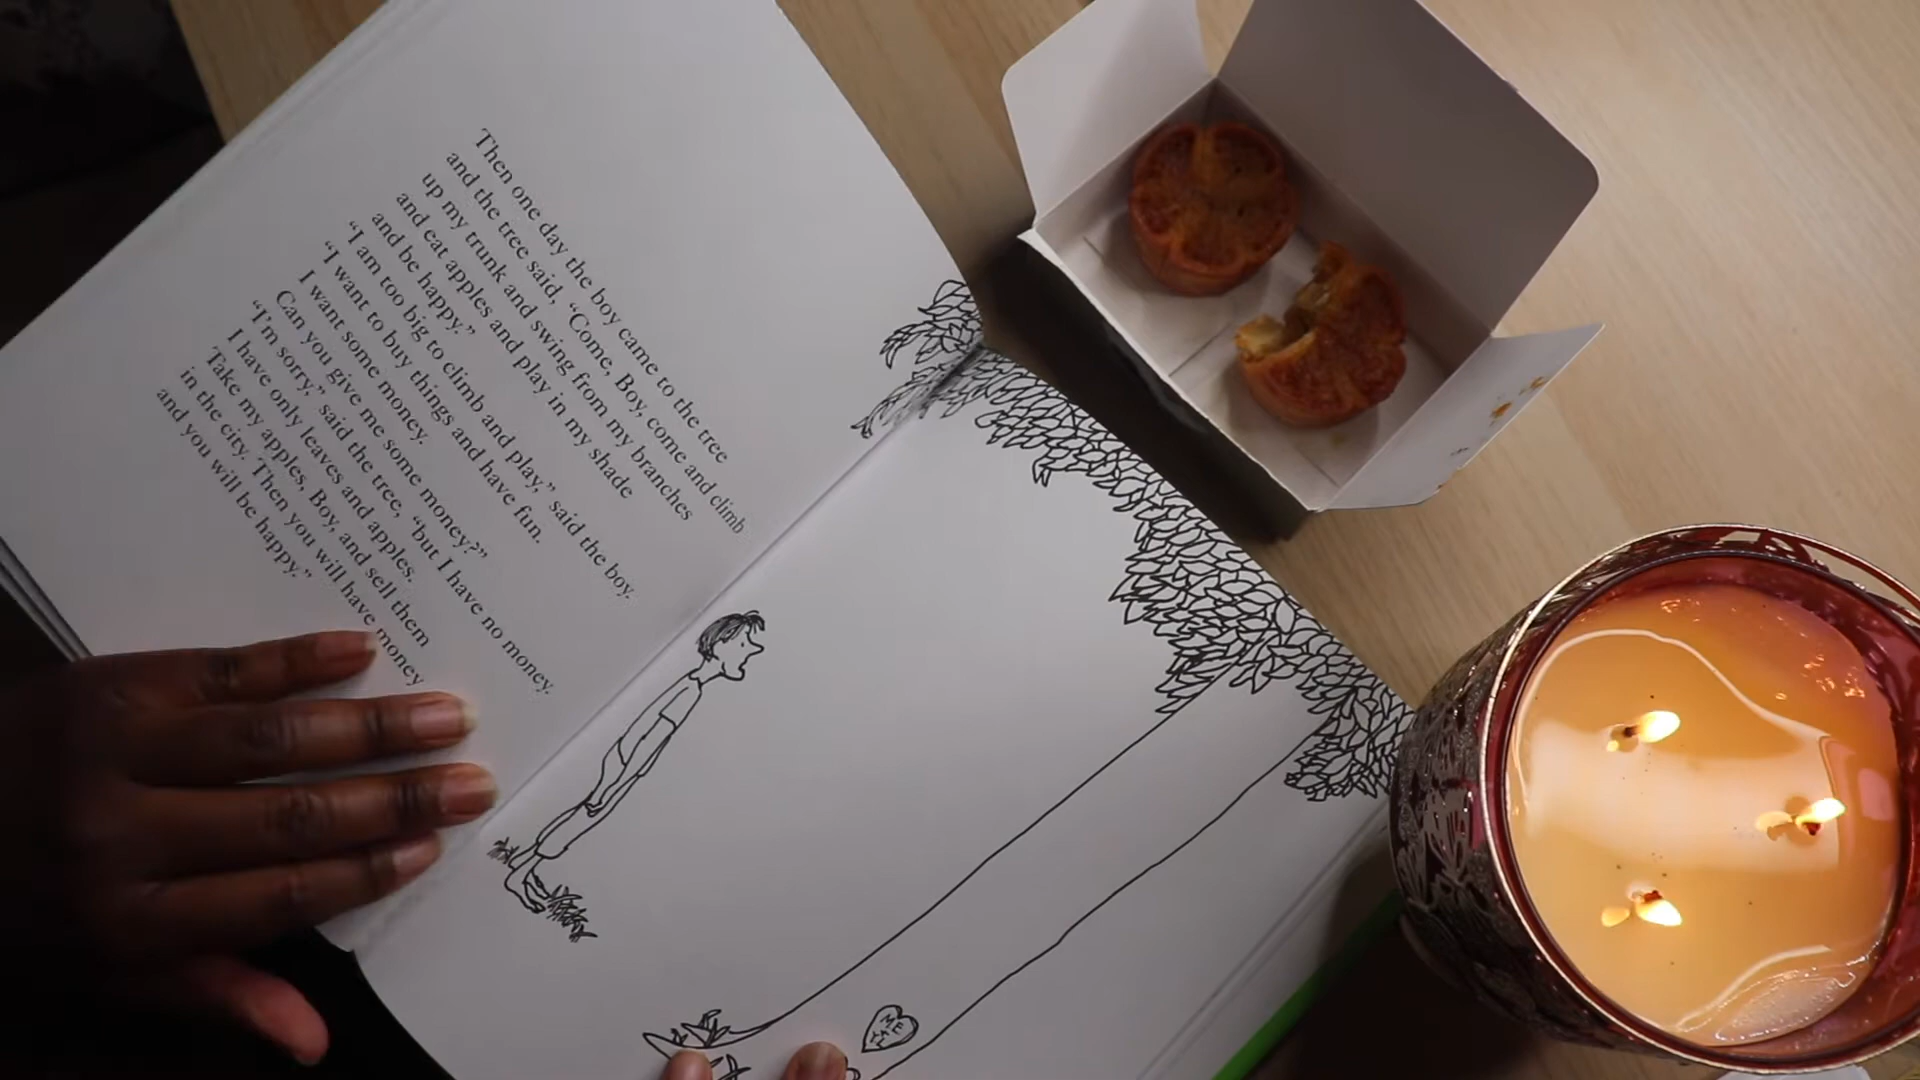 Then one day the boy came to the tree
and the tree said, “Come, Boy, come and climb
up my trunk and swing from my branches
and eat apples and play in my shade
and be happy.”
“I am too big to climb and play,” said the boy.
“I want to buy things and have fun.
I want some money.
Can you give me some money?”
“I’m sorry,” said the tree, “but I have no money.
I have only leaves and apples.
Take my apples, Boy, and sell them
in the city. Then you will have money
and you will be happy.”
ME